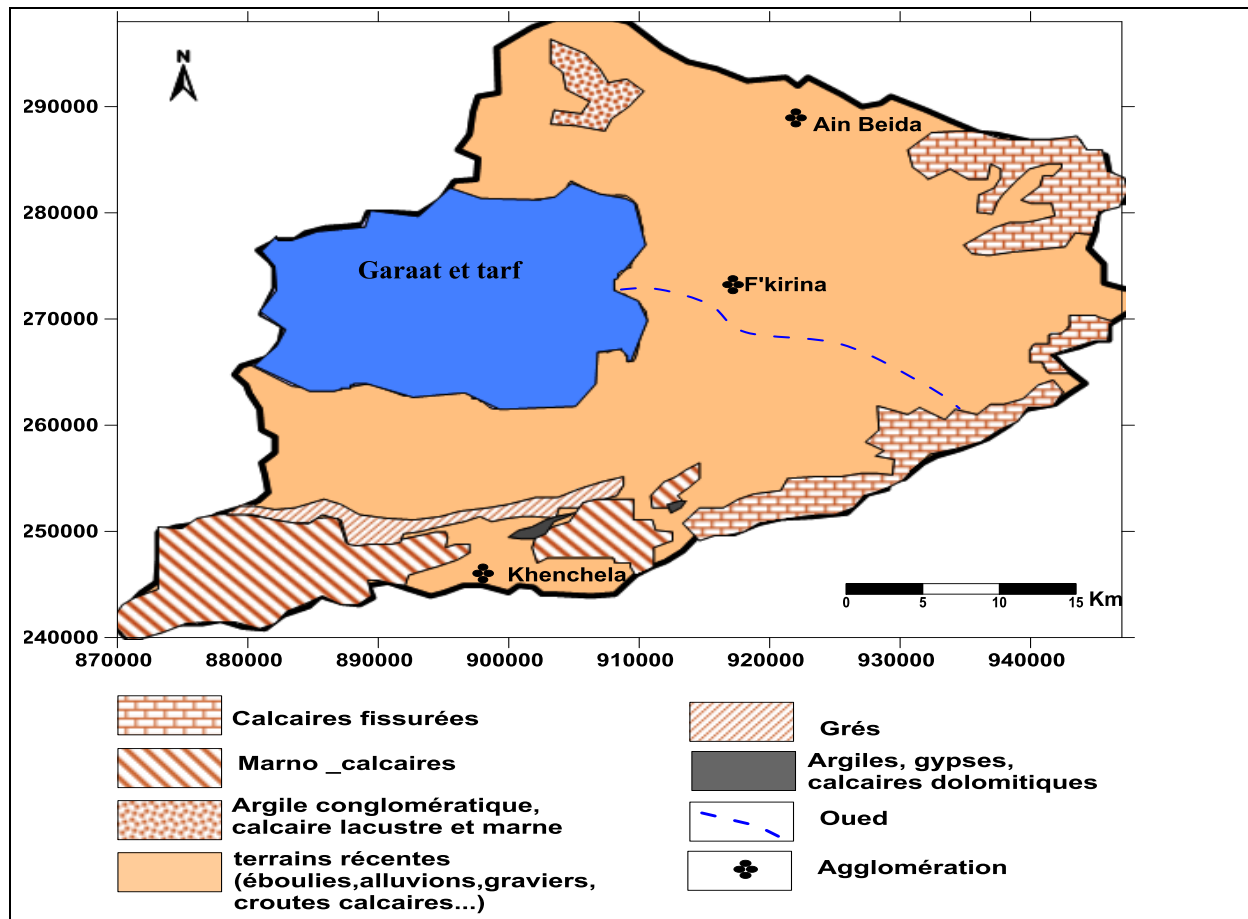 N
290000
280000
270000
260000
250000
240000
Ain Beida
Garaat et tarf
F'kirina
Khenchela
0 5 10 15 Km
870000 880000 890000 900000 910000 920000 930000 940000
Calcaires fissurées
Marno _calcaires
Argile conglomératique,
calcaire lacustre et marne
terrains récentes
(éboulies,alluvions,graviers,
croutes calcaires...)
Grés
Argiles, gypses,
calcaires dolomitiques
Oued
Agglomération